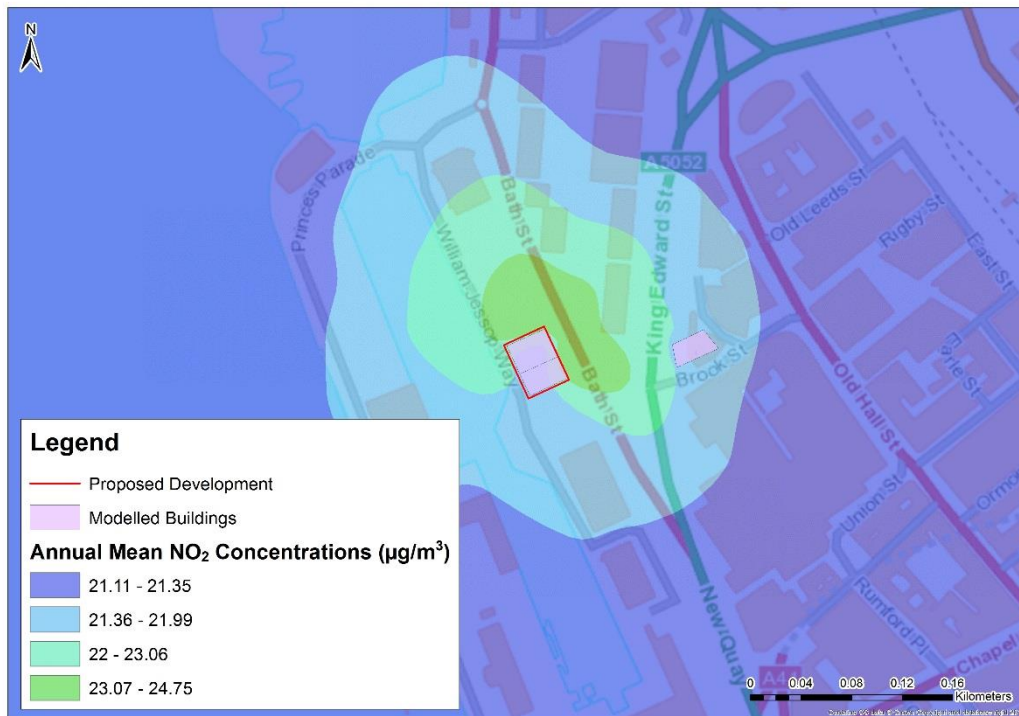 N
Princes Parade
Bath St
William Jessop Way
Bath St
A5052
King Edward St
Brook St
Old Leeds St
Rigby St
East St
Earle St
Old Hall St
Union St
Rumford Pl
New Quay
Chapel
Legend
Proposed Development
Modelled Buildings
Annual Mean NO₂ Concentrations (µg/m³)
21.11 - 21.35
21.36 - 21.99
22 - 23.06
23.07 - 24.75
0 0.04 0.08 0.12 0.16
Kilometers